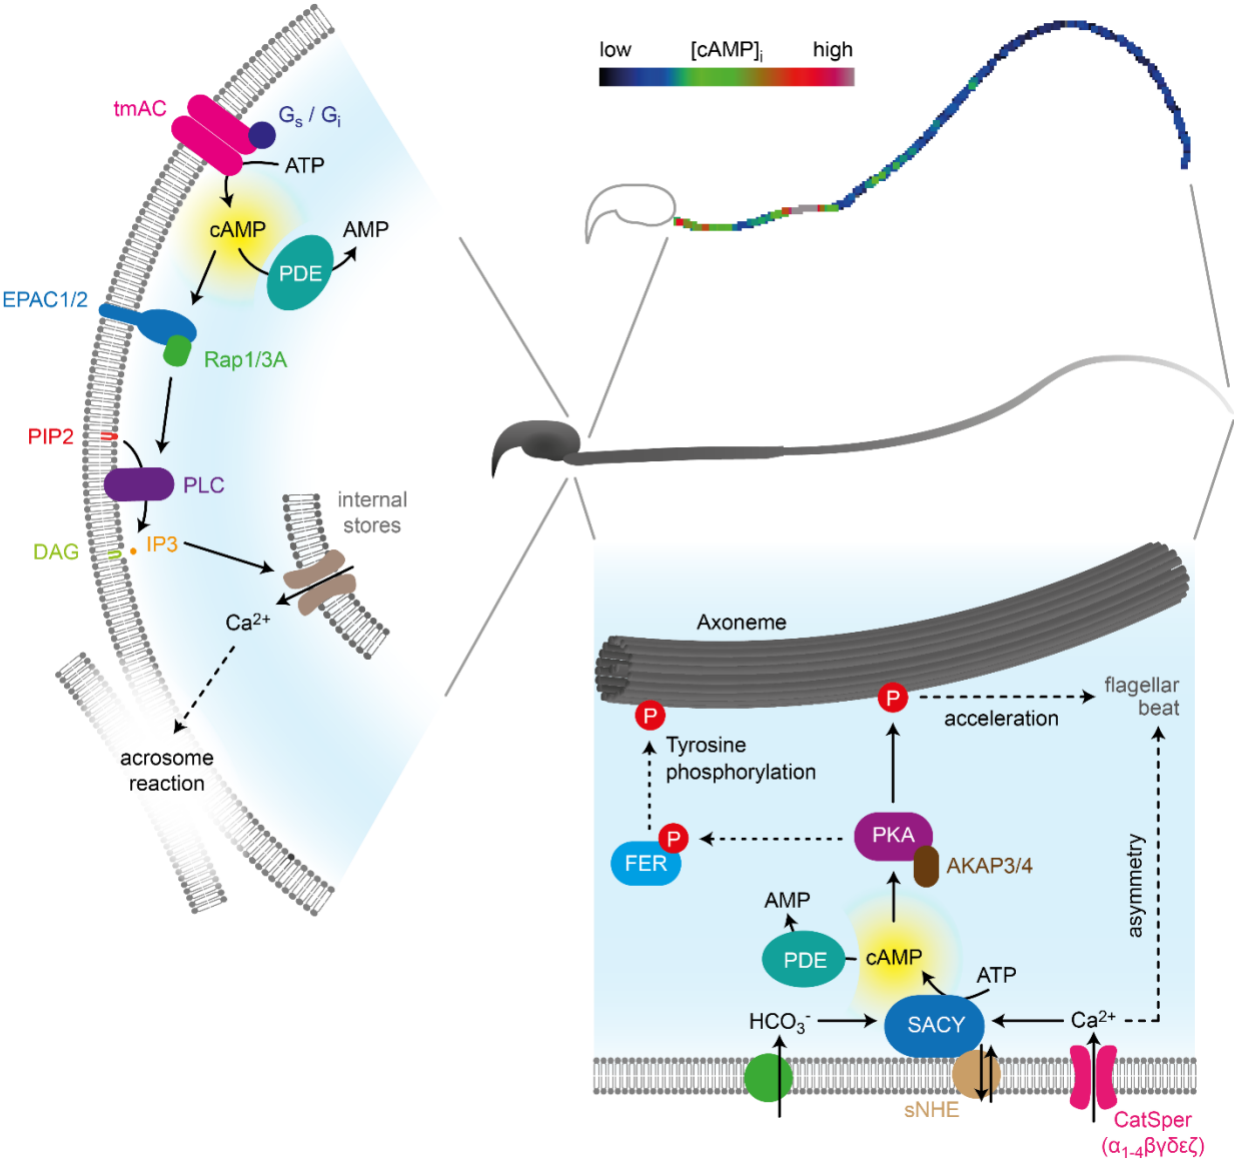 tmAC
Gs / Gi
ATP
cAMP
AMP
PDE
EPAC1/2
Rap1/3A
PIP2
PLC
DAG
IP3
internal
stores
Ca²⁺
acrosome
reaction
low [cAMP]i high
Axoneme
P
P
flagellar
beat
acceleration
Tyrosine
phosphorylation
P
FER
PKA
AKAP3/4
asymmetry
AMP
PDE
cAMP
ATP
HCO₃⁻
SACY
Ca²⁺
sNHE
CatSper
(α₁₋₄βγδεζ)